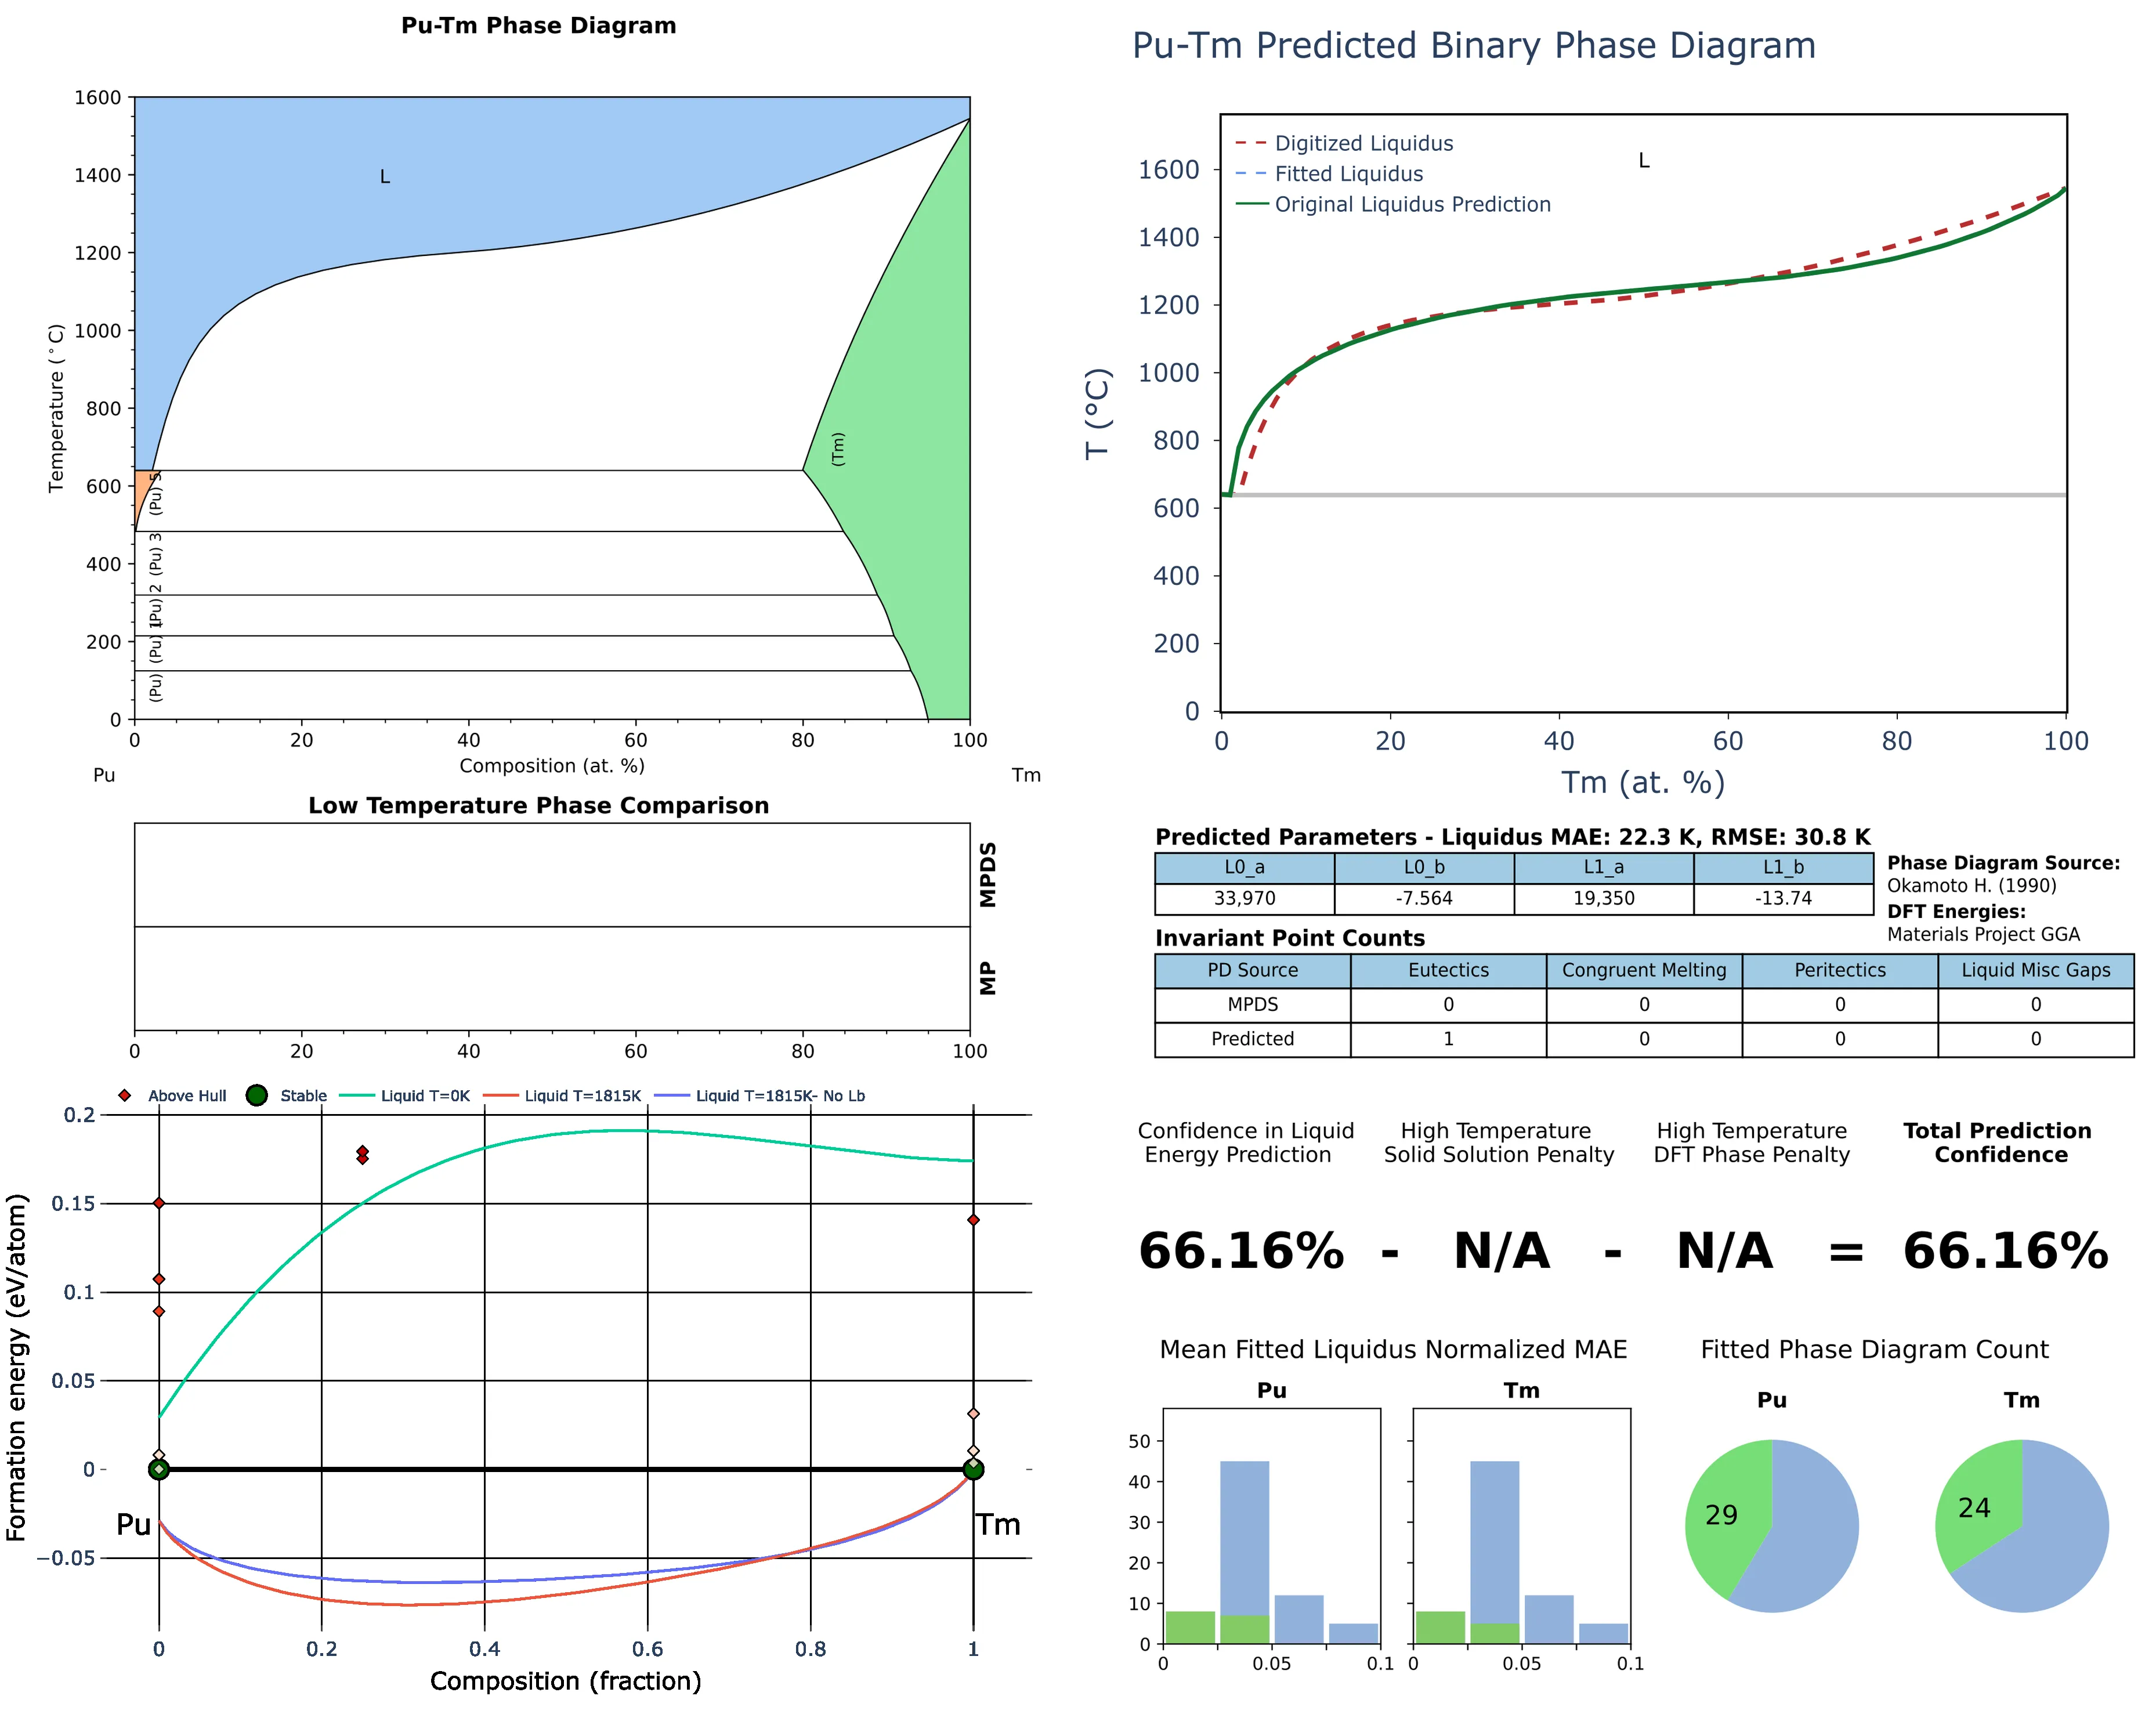 Pu-Tm Phase Diagram
1600
1400
1200
1000
800
600
400
200
0
Temperature (°C)
L
(Tm)
(Pu) 5
(Pu) 3
(Pu) 2
(Pu) 1
(Pu)
0 20 40 60 80 100
Composition (at. %)
Pu Tm
Low Temperature Phase Comparison
MPDS
MP
0 20 40 60 80 100
Above Hull Stable Liquid T=0K Liquid T=1815K Liquid T=1815K- No Lb
0.2
0.15
0.1
0.05
0
−0.05
Formation energy (eV/atom)
Pu Tm
0 0.2 0.4 0.6 0.8 1
Composition (fraction)
Pu-Tm Predicted Binary Phase Diagram
Digitized Liquidus
Fitted Liquidus
Original Liquidus Prediction
L
1600
1400
1200
1000
800
600
400
200
0
T (°C)
0 20 40 60 80 100
Tm (at. %)
Predicted Parameters - Liquidus MAE: 22.3 K, RMSE: 30.8 K
L0_a L0_b L1_a L1_b
33,970 -7.564 19,350 -13.74
Phase Diagram Source:
Okamoto H. (1990)
DFT Energies:
Materials Project GGA
Invariant Point Counts
PD Source Eutectics Congruent Melting Peritectics Liquid Misc Gaps
MPDS 0 0 0 0
Predicted 1 0 0 0
Confidence in Liquid
Energy Prediction
High Temperature
Solid Solution Penalty
High Temperature
DFT Phase Penalty
Total Prediction
Confidence
66.16% - N/A - N/A = 66.16%
Mean Fitted Liquidus Normalized MAE
Pu Tm
50
40
30
20
10
0
0 0.05 0.1 0 0.05 0.1
Fitted Phase Diagram Count
Pu Tm
29 24